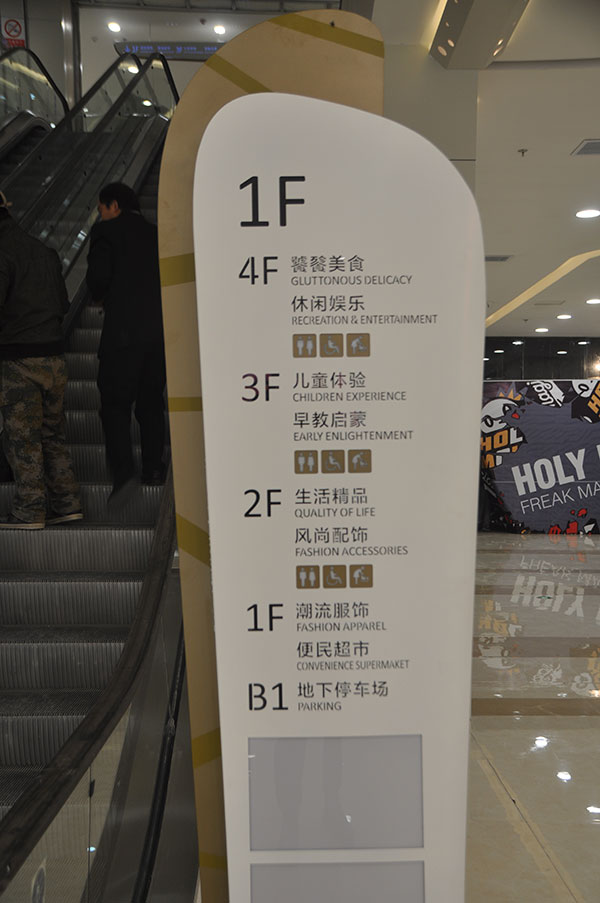 1F
4F 饕餮美食
GLUTTONOUS DELICACY
休闲娱乐
RECREATION & ENTERTAINMENT
3F 儿童体验
CHILDREN EXPERIENCE
早教启蒙
EARLY ENLIGHTENMENT
2F 生活精品
QUALITY OF LIFE
风尚配饰
FASHION ACCESSORIES
1F 潮流服饰
FASHION APPAREL
便民超市
CONVENIENCE SUPERMAKET
B1 地下停车场
PARKING
HOLY
FREAK MA